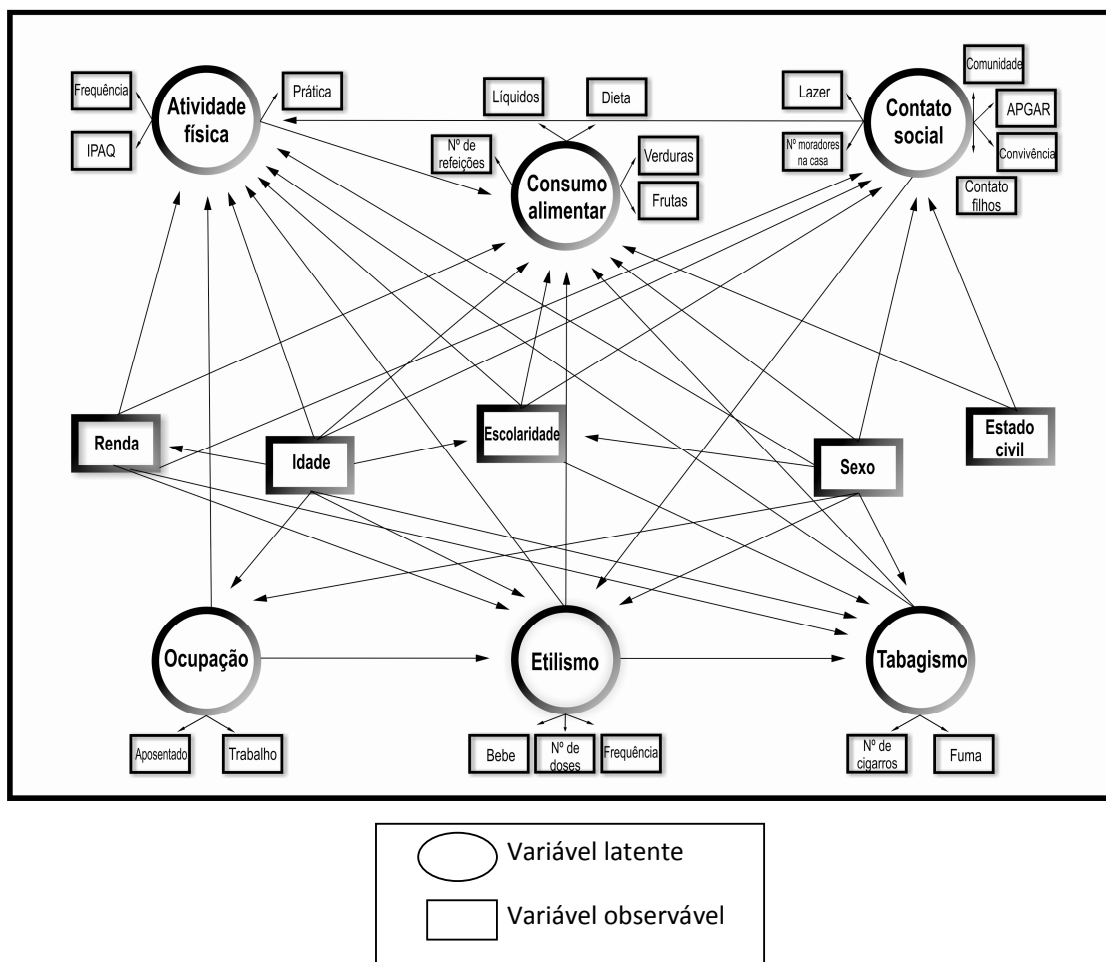 Frequência
IPAQ
Atividade
física
Prática
Líquidos
Dieta
Nº de
refeições
Consumo
alimentar
Verduras
Frutas
Lazer
Nº moradores
na casa
Contato
social
Comunidade
APGAR
Convivência
Contato
filhos
Renda
Idade
Escolaridade
Sexo
Estado
civil
Ocupação
Etilismo
Tabagismo
Aposentado
Trabalho
Bebe
Nº de
doses
Frequência
Nº de
cigarros
Fuma
Variável latente
Variável observável